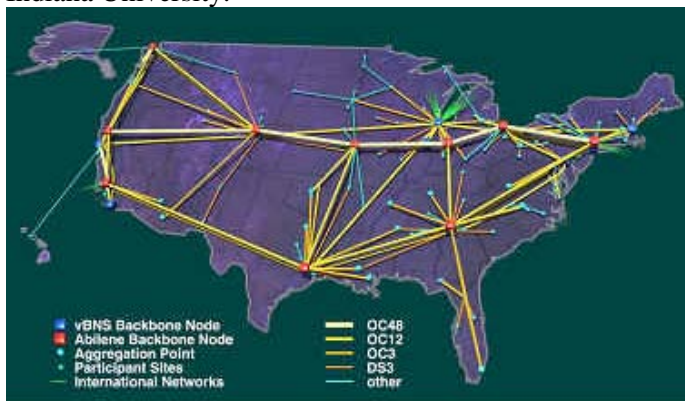 Indiana University.
vBNS Backbone Node
Abilene Backbone Node
Aggregation Point
Participant Sites
International Networks
OC48
OC12
OC3
DS3
other